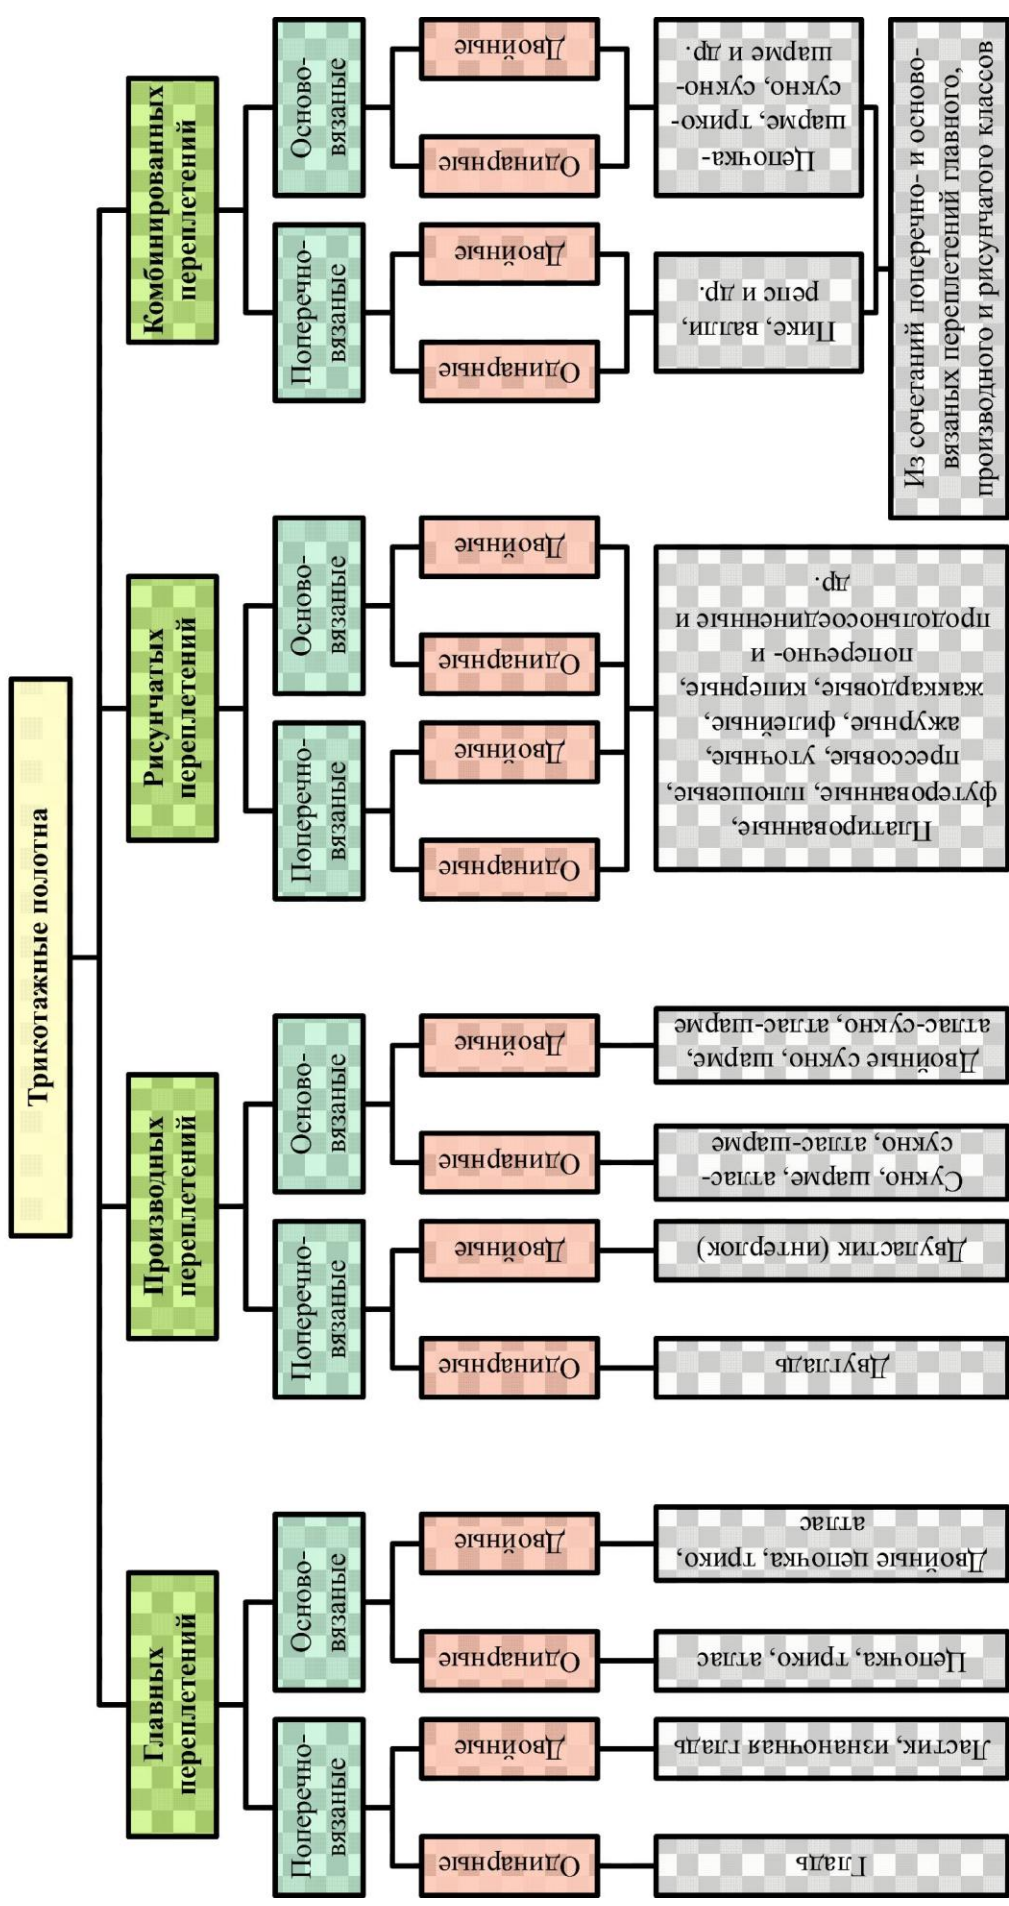 Трикотажные полотна
Главных
переплетений
Поперечно-
вязаные
Одинарные
Гладь
Двойные
Ластик, изнаночная гладь
Осново-
вязаные
Одинарные
Цепочка, трико, атлас
Двойные
Двойные цепочка, трико,
атлас
Производных
переплетений
Поперечно-
вязаные
Одинарные
Двугладь
Двойные
Двуластик (интерлок)
Осново-
вязаные
Одинарные
Сукно, шарме, атлас-
сукно, атлас-шарме
Двойные
Двойные сукно, шарме,
атлас-сукно, атлас-шарме
Рисунчатых
переплетений
Поперечно-
вязаные
Одинарные
Двойные
Осново-
вязаные
Одинарные
Двойные
Платированные,
футерованные, плюшевые,
прессовые, уточные,
ажурные, филейные,
жаккардовые, киперные,
поперечно- и
продольносоединенные и
др.
Комбинированных
переплетений
Поперечно-
вязаные
Одинарные
Двойные
Пике, валли,
репс и др.
Осново-
вязаные
Одинарные
Двойные
Цепочка-
шарме, трико-
сукно, сукно-
шарме и др.
Из сочетаний поперечно- и осново-
вязаных переплетений главного,
производного и рисунчатого классов